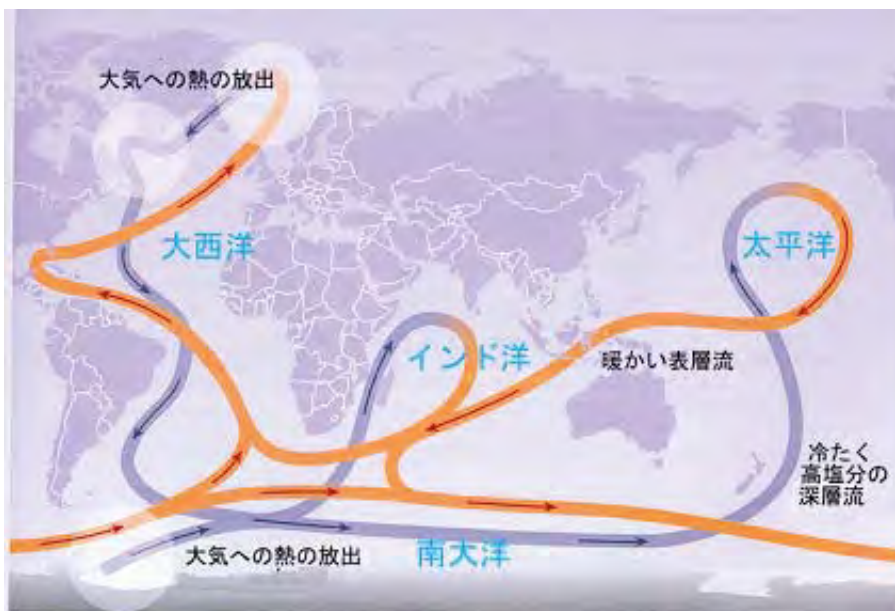 大気への熱の放出
大西洋
太平洋
インド洋
暖かい表層流
冷たく
高塩分の
深層流
大気への熱の放出
南大洋